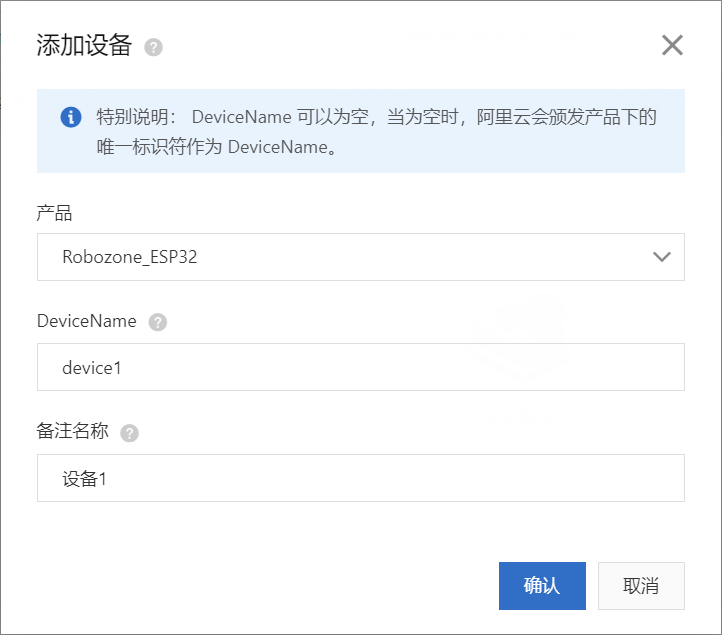 添加设备
特别说明： DeviceName 可以为空，当为空时，阿里云会颁发产品下的
唯一标识符作为 DeviceName。
产品
Robozone_ESP32
DeviceName
device1
备注名称
设备1
确认
取消